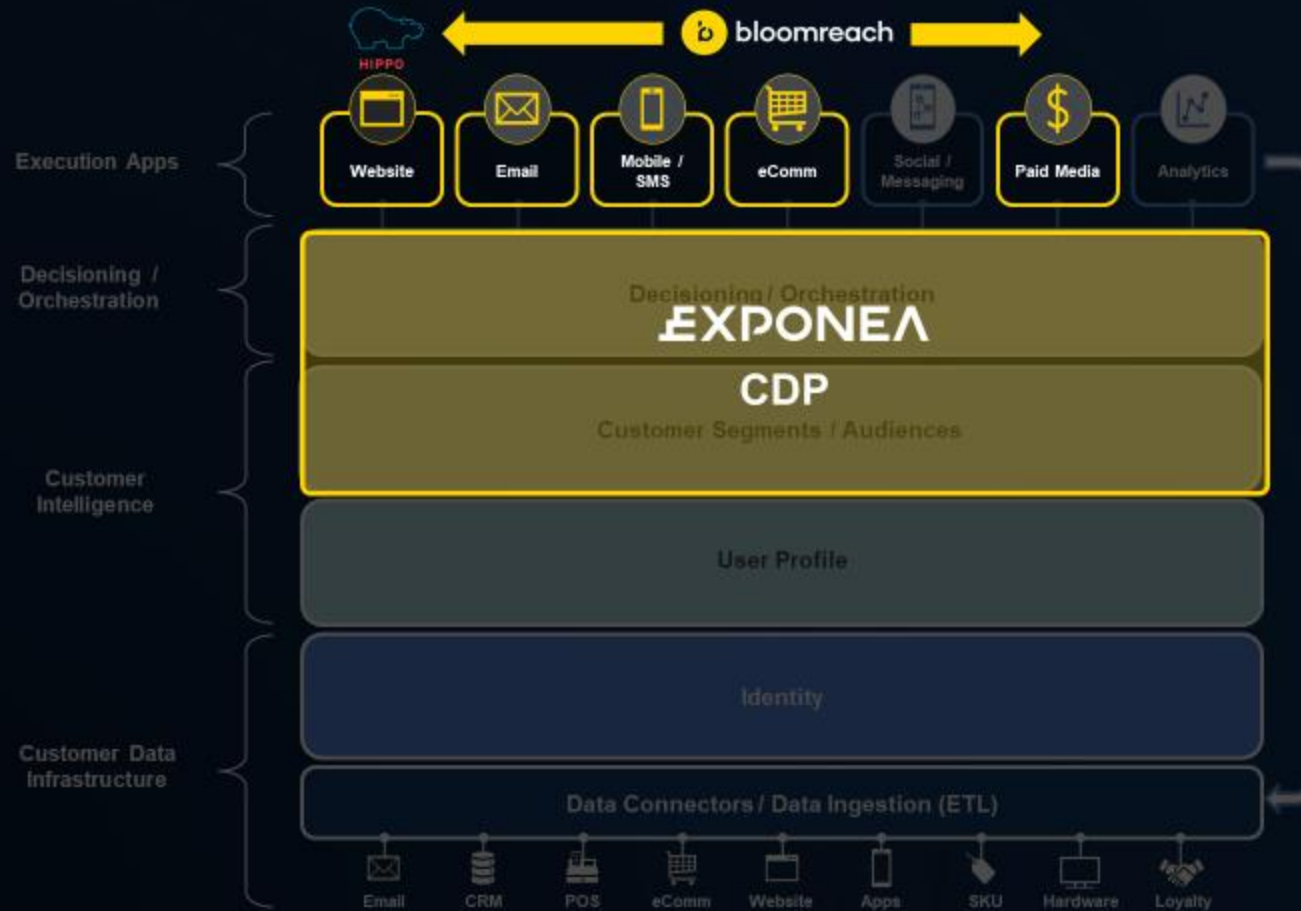 bloomreach
HIPPO
Execution Apps
Website
Email
Mobile /
SMS
eComm
Social /
Messaging
Paid Media
Analytics
Decisioning /
Orchestration
Decisioning / Orchestration
EXPONEA
CDP
Customer Segments / Audiences
Customer
Intelligence
User Profile
Identity
Customer Data
Infrastructure
Data Connectors / Data Ingestion (ETL)
Email
CRM
POS
eComm
Website
Apps
SKU
Hardware
Loyalty